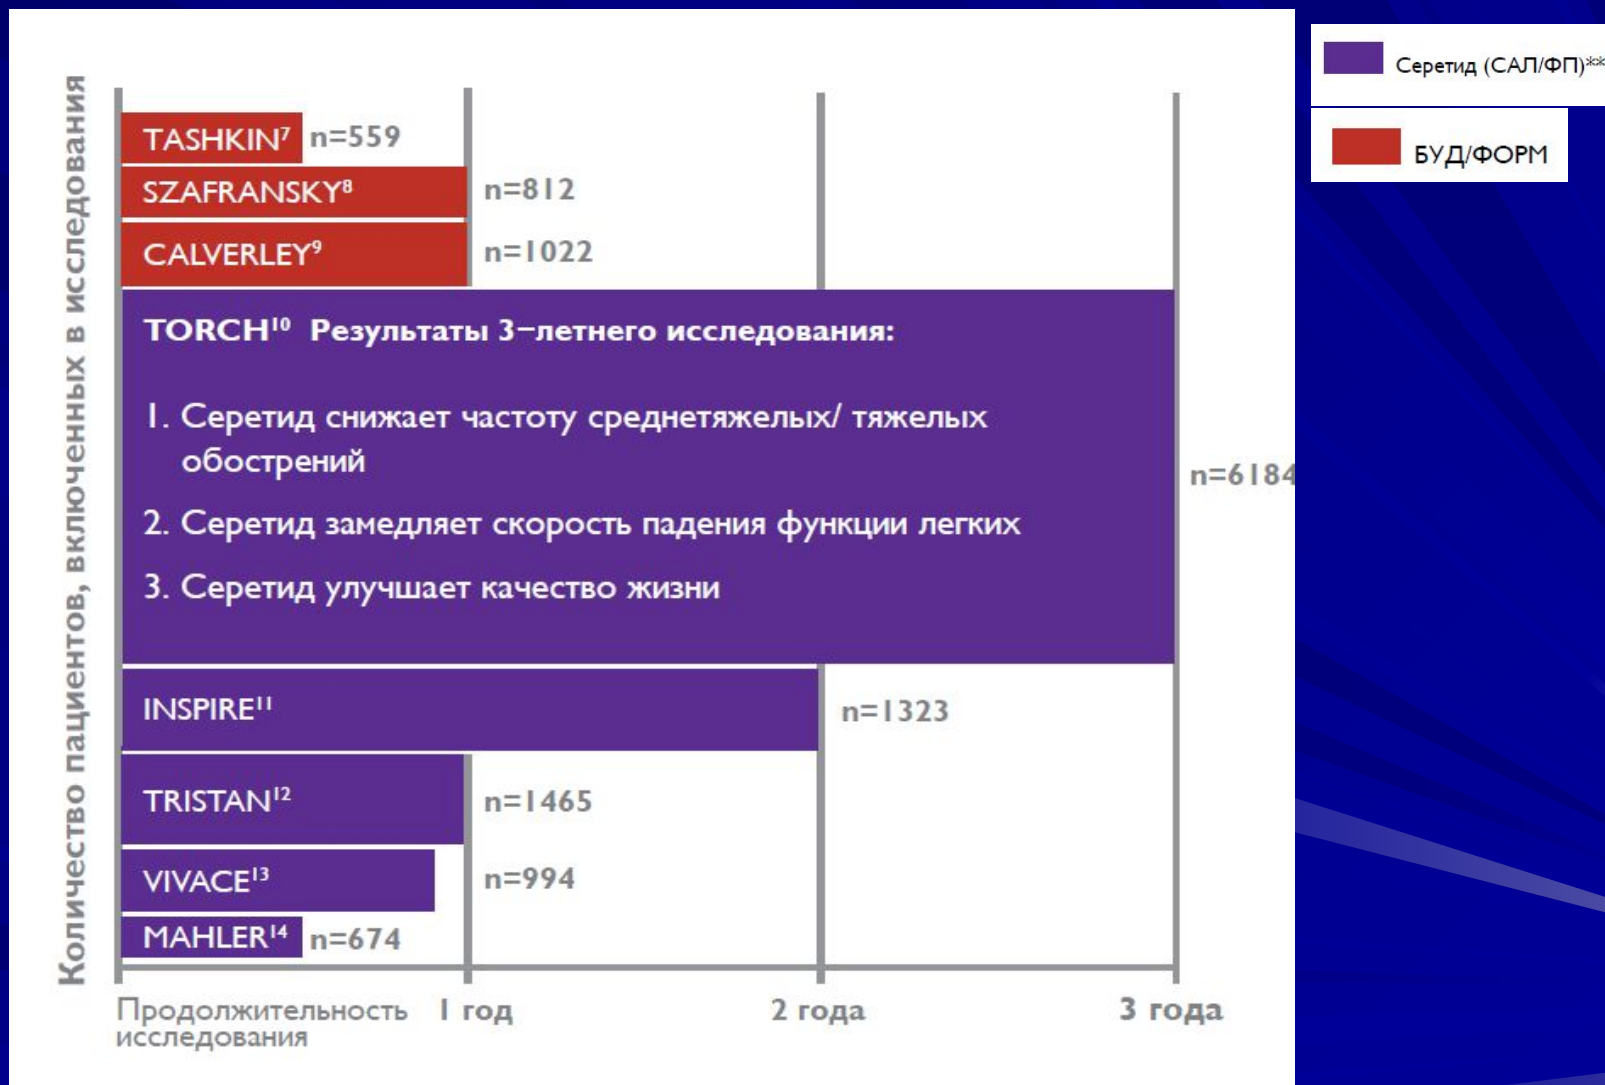 Количество пациентов, включенных в исследования
TASHKIN⁷ n=559
SZAFRANSKY⁸ n=812
CALVERLEY⁹ n=1022
TORCH¹⁰ Результаты 3–летнего исследования:
1. Серетид снижает частоту среднетяжелых/ тяжелых
обострений
2. Серетид замедляет скорость падения функции легких
3. Серетид улучшает качество жизни
n=6184
INSPIRE¹¹ n=1323
TRISTAN¹² n=1465
VIVACE¹³ n=994
MAHLER¹⁴ n=674
Продолжительность
исследования
1 год 2 года 3 года
Серетид (САЛ/ФП)**
БУД/ФОРМ